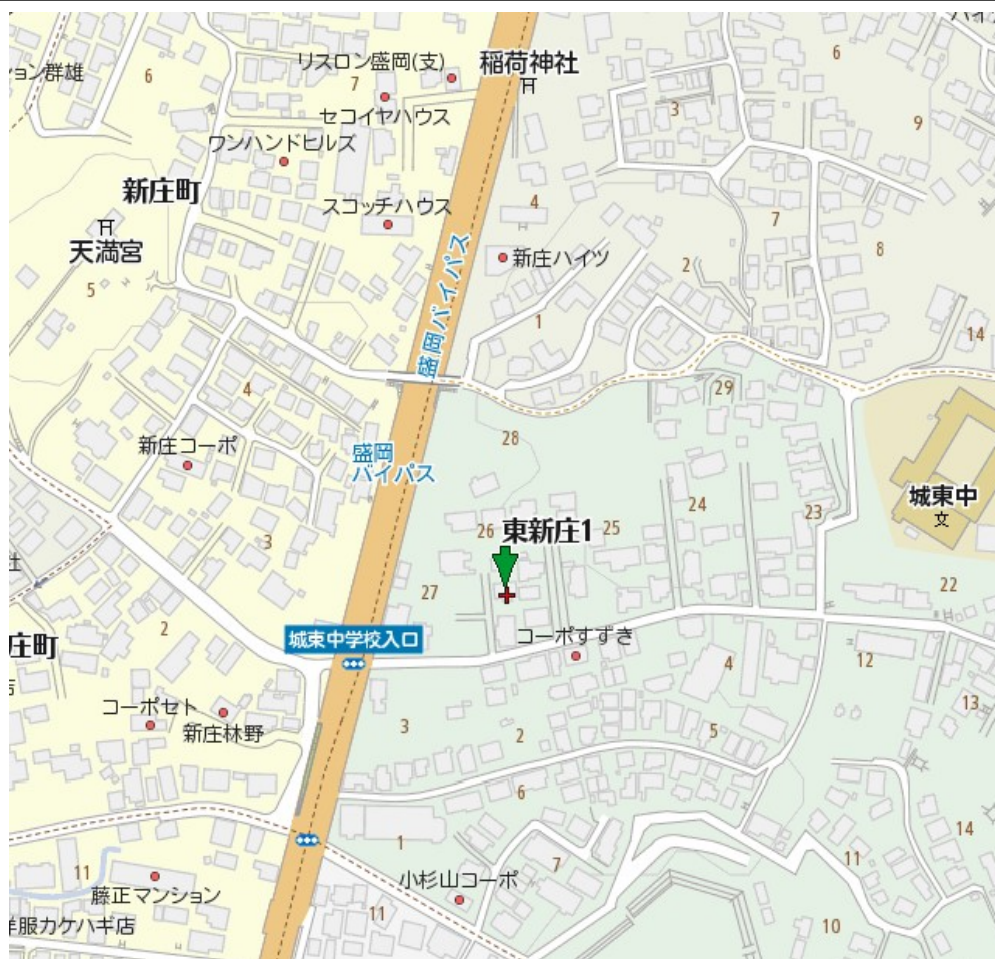 ション群雄
6
リスロン盛岡(支)
7
稲荷神社
6
3
9
セコイヤハウス
ワンハンドヒルズ
新庄町
スコッチハウス
4
7
天満宮
盛岡バイパス
新庄ハイツ
2
8
5
1
14
4
29
新庄コーポ
盛岡
バイパス
28
24
城東中
文
23
26
東新庄1
25
3
27
22
社
2
城東中学校入口
コーポすずき
庄町
4
12
店
コーポセト
新庄林野
3
2
5
13
6
1
14
11
7
11
藤正マンション
小杉山コーポ
11
洋服カケハギ店
10